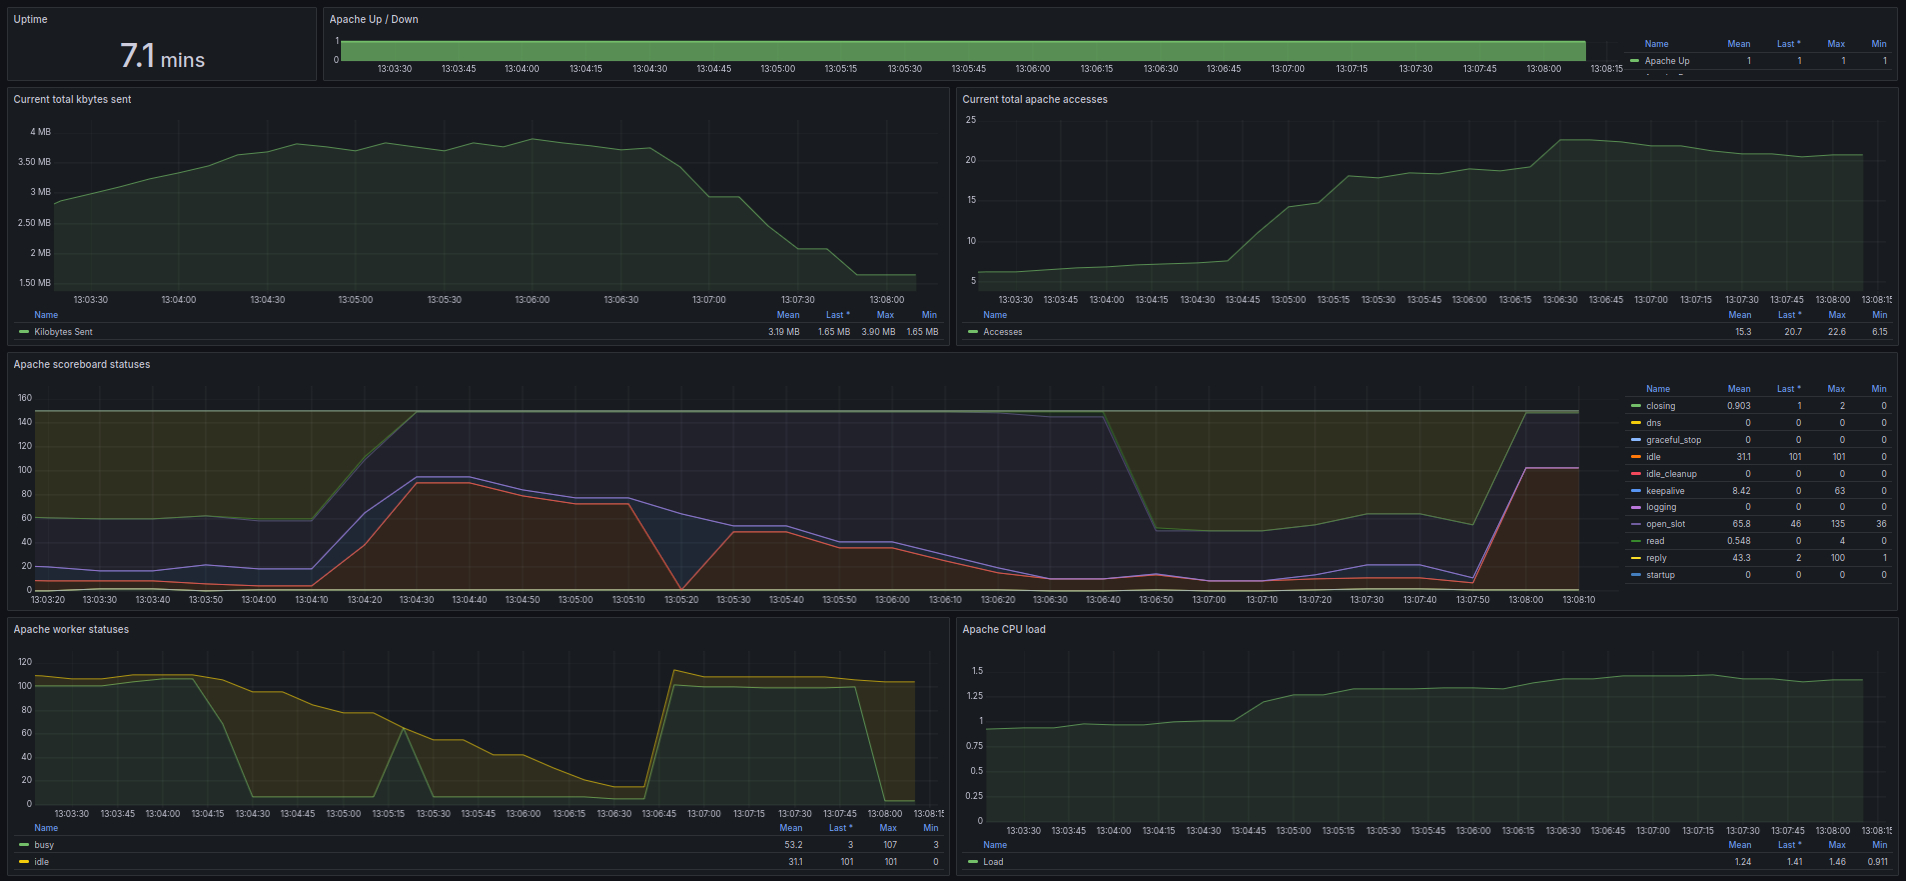 Uptime
7.1 mins
Apache Up / Down
1
0
13:03:30 13:03:45 13:04:00 13:04:15 13:04:30 13:04:45 13:05:00 13:05:15 13:05:30 13:05:45 13:06:00 13:06:15 13:06:30 13:06:45 13:07:00 13:07:15 13:07:30 13:07:45 13:08:00 13:08:15
Name Mean Last * Max Min
Apache Up 1 1 1 1
Current total kbytes sent
4 MB
3.50 MB
3 MB
2.50 MB
2 MB
1.50 MB
13:03:30 13:04:00 13:04:30 13:05:00 13:05:30 13:06:00 13:06:30 13:07:00 13:07:30 13:08:00
Name Mean Last * Max Min
Kilobytes Sent 3.19 MB 1.65 MB 3.90 MB 1.65 MB
Current total apache accesses
25
20
15
10
5
13:03:30 13:03:45 13:04:00 13:04:15 13:04:30 13:04:45 13:05:00 13:05:15 13:05:30 13:05:45 13:06:00 13:06:15 13:06:30 13:06:45 13:07:00 13:07:15 13:07:30 13:07:45 13:08:00 13:08:15
Name Mean Last * Max Min
Accesses 15.3 20.7 22.6 6.15
Apache scoreboard statuses
160
140
120
100
80
60
40
20
0
13:03:20 13:03:30 13:03:40 13:03:50 13:04:00 13:04:10 13:04:20 13:04:30 13:04:40 13:04:50 13:05:00 13:05:10 13:05:20 13:05:30 13:05:40 13:05:50 13:06:00 13:06:10 13:06:20 13:06:30 13:06:40 13:06:50 13:07:00 13:07:10 13:07:20 13:07:30 13:07:40 13:07:50 13:08:00 13:08:10
Name Mean Last * Max Min
closing 0.903 1 2 0
dns 0 0 0 0
graceful_stop 0 0 0 0
idle 31.1 101 101 0
idle_cleanup 0 0 0 0
keepalive 8.42 0 63 0
logging 0 0 0 0
open_slot 65.8 46 135 36
read 0.548 0 4 0
reply 43.3 2 100 1
startup 0 0 0 0
Apache worker statuses
120
100
80
60
40
20
0
13:03:30 13:03:45 13:04:00 13:04:15 13:04:30 13:04:45 13:05:00 13:05:15 13:05:30 13:05:45 13:06:00 13:06:15 13:06:30 13:06:45 13:07:00 13:07:15 13:07:30 13:07:45 13:08:00 13:08:15
Name Mean Last * Max Min
busy 53.2 3 107 3
idle 31.1 101 101 0
Apache CPU load
1.5
1.25
1
0.75
0.5
0.25
0
13:03:30 13:03:45 13:04:00 13:04:15 13:04:30 13:04:45 13:05:00 13:05:15 13:05:30 13:05:45 13:06:00 13:06:15 13:06:30 13:06:45 13:07:00 13:07:15 13:07:30 13:07:45 13:08:00 13:08:15
Name Mean Last * Max Min
Load 1.24 1.41 1.46 0.911